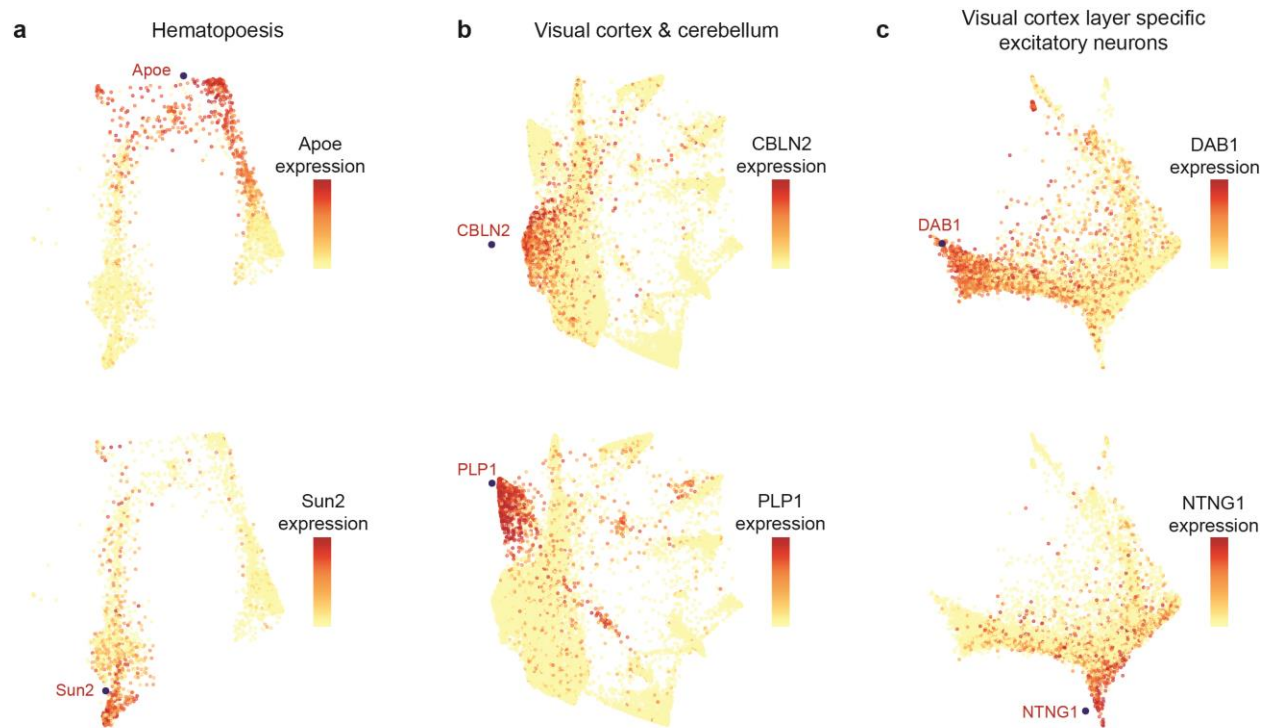 a
Hematopoesis
Apoe
Apoe
expression
Sun2
expression
Sun2
b
Visual cortex & cerebellum
CBLN2
expression
CBLN2
PLP1
PLP1
expression
c
Visual cortex layer specific
excitatory neurons
DAB1
expression
DAB1
NTNG1
expression
NTNG1